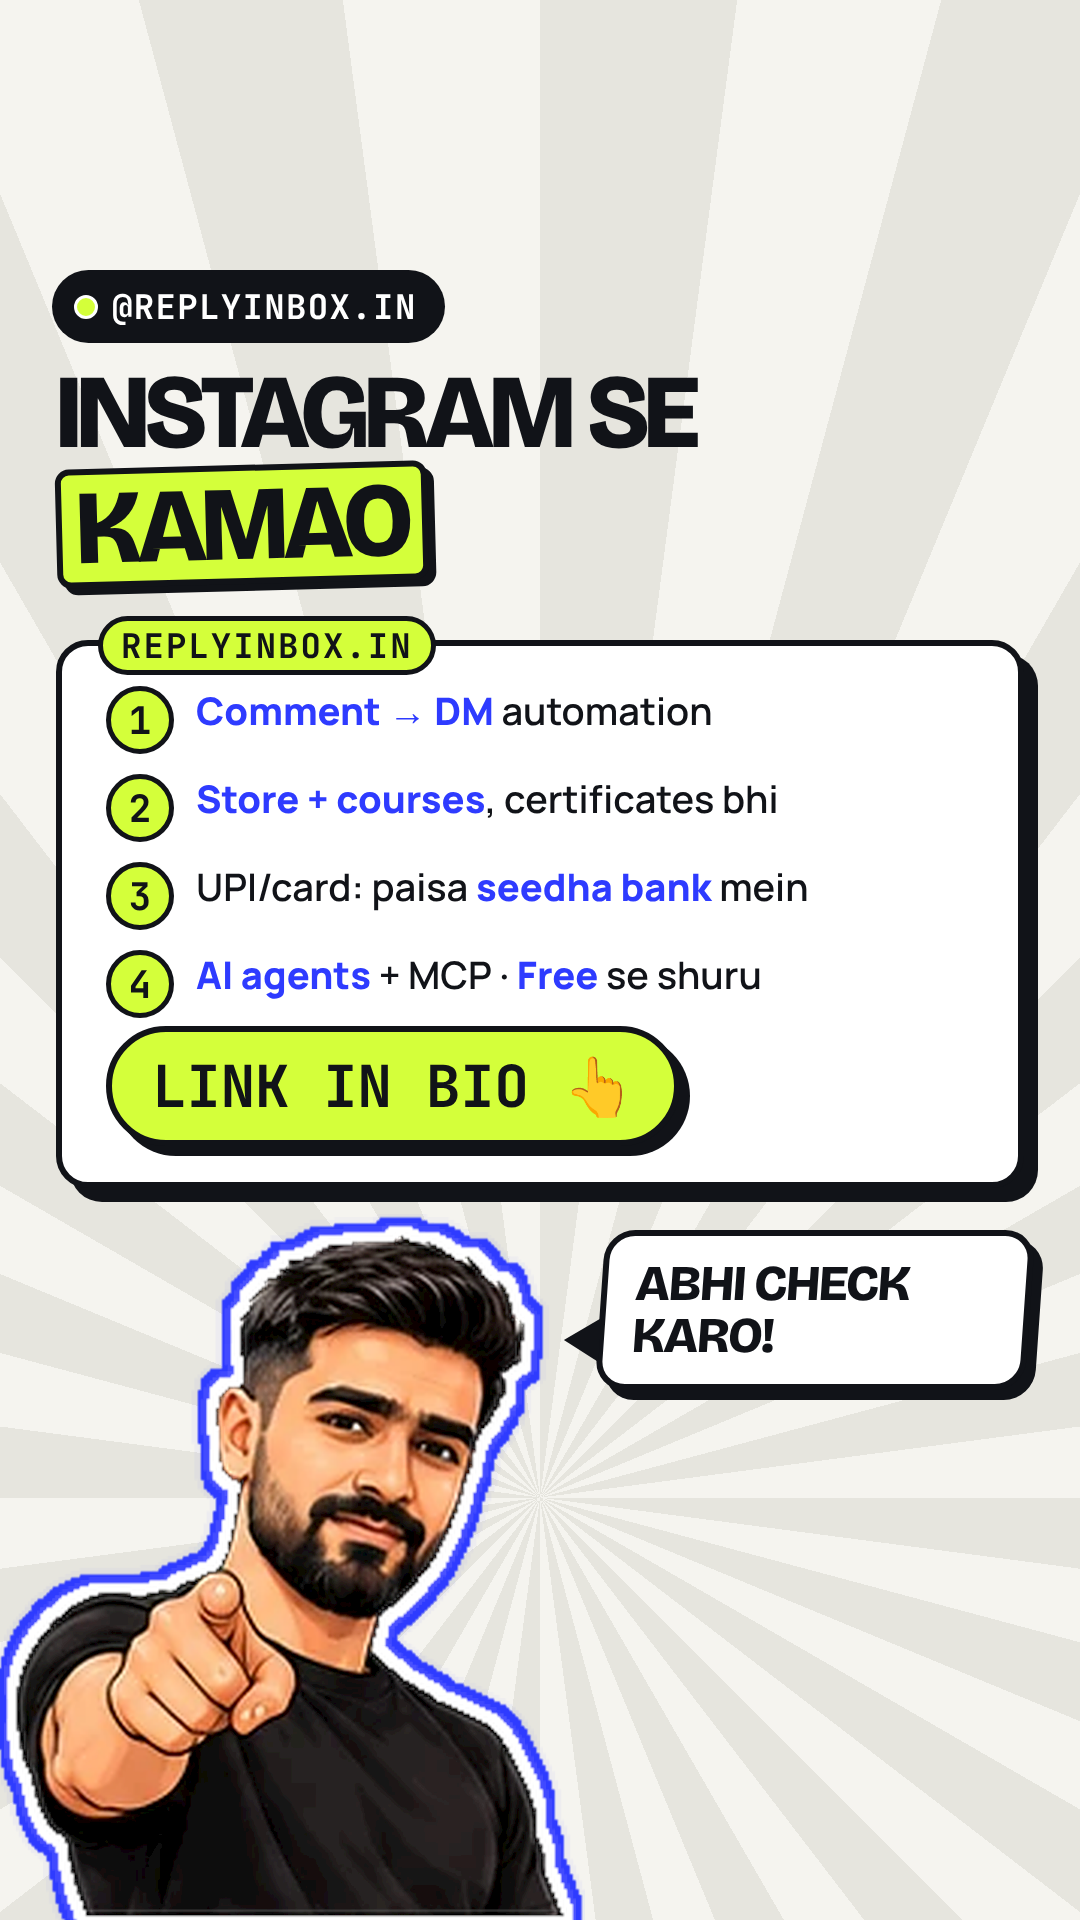 @REPLYINBOX.IN
INSTAGRAM SE
KAMAO
REPLYINBOX.IN
1 Comment → DM automation
2 Store + courses, certificates bhi
3 UPI/card: paisa seedha bank mein
4 AI agents + MCP · Free se shuru
LINK IN BIO 👆
ABHI CHECK
KARO!